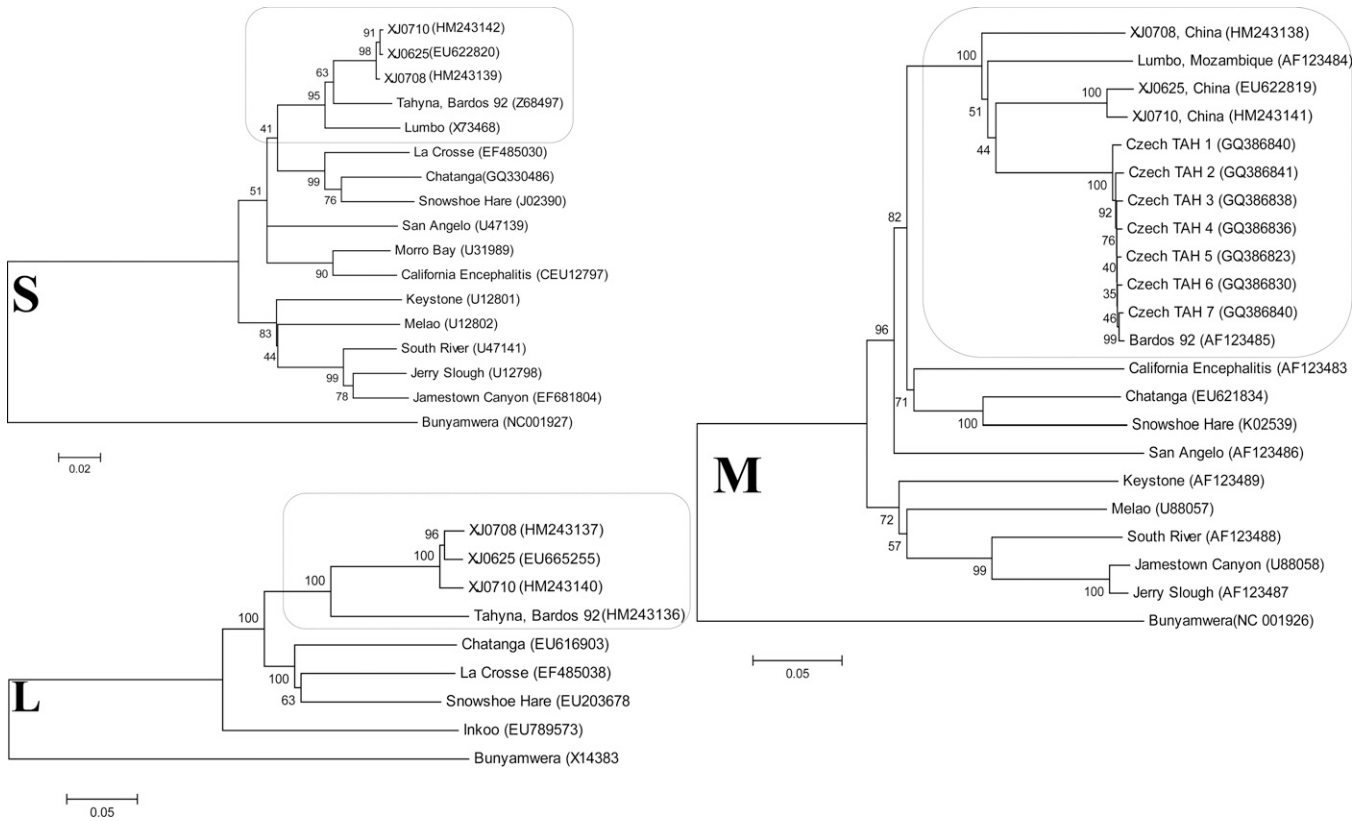 91
XJ0710 (HM243142)
98
XJ0625(EU622820)
63
XJ0708 (HM243139)
95
Tahyna, Bardos 92 (Z68497)
Lumbo (X73468)
41
La Crosse (EF485030)
99
Chatanga(GQ330486)
76
Snowshoe Hare (J02390)
51
San Angelo (U47139)
Morro Bay (U31989)
90
California Encephalitis (CEU12797)
S
Keystone (U12801)
83
Melao (U12802)
44
South River (U47141)
99
Jerry Slough (U12798)
78
Jamestown Canyon (EF681804)
Bunyamwera (NC001927)
0.02
96
XJ0708 (HM243137)
100
XJ0625 (EU665255)
XJ0710 (HM243140)
100
Tahyna, Bardos 92 (HM243136)
100
Chatanga (EU616903)
100
La Crosse (EF485038)
63
Snowshoe Hare (EU203678
L
Inkoo (EU789573)
Bunyamwera (X14383
0.05
XJ0708, China (HM243138)
100
Lumbo, Mozambique (AF123484)
51
100
XJ0625, China (EU622819)
XJ0710, China (HM243141)
44
Czech TAH 1 (GQ386840)
100
Czech TAH 2 (GQ386841)
92
Czech TAH 3 (GQ386838)
76
Czech TAH 4 (GQ386836)
40
Czech TAH 5 (GQ386823)
35
Czech TAH 6 (GQ386830)
46
Czech TAH 7 (GQ386840)
99
Bardos 92 (AF123485)
82
96
California Encephalitis (AF123483
71
Chatanga (EU621834)
100
Snowshoe Hare (K02539)
San Angelo (AF123486)
M
Keystone (AF123489)
72
Melao (U88057)
57
South River (AF123488)
99
Jamestown Canyon (U88058)
100
Jerry Slough (AF123487
Bunyamwera(NC 001926)
0.05